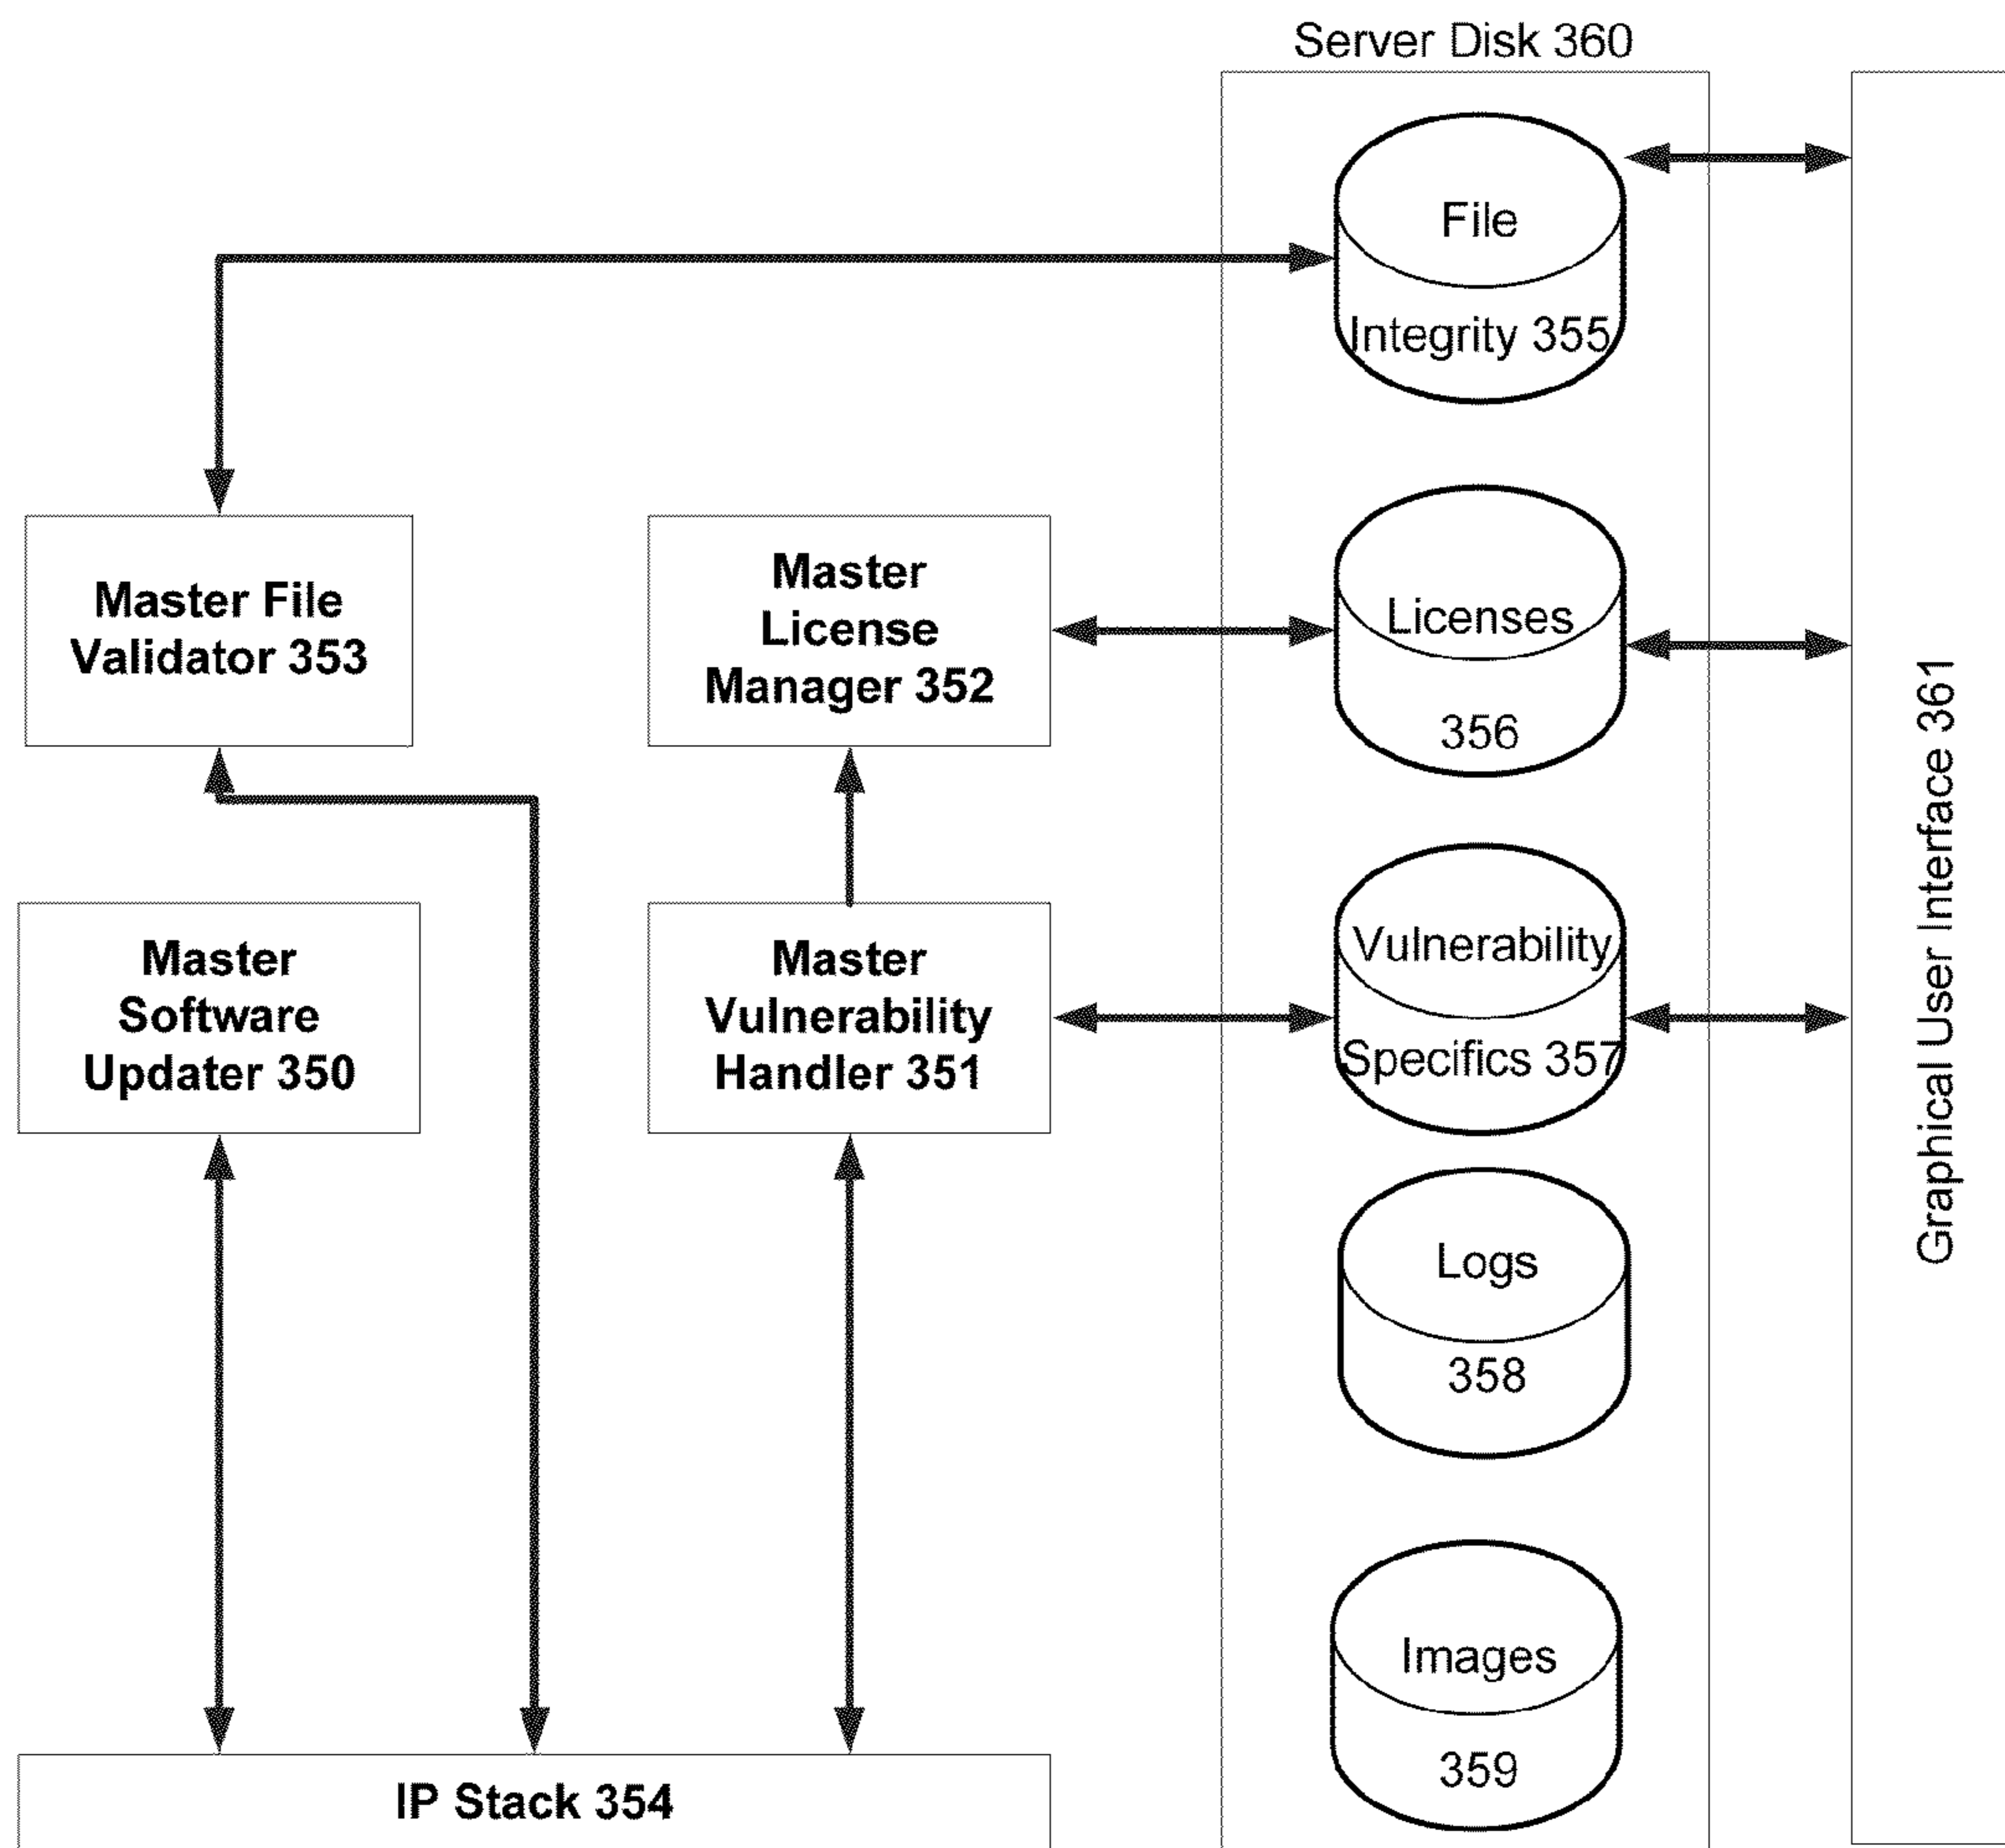 Server Disk 360
File
Integrity 355
Master File
Validator 353
Master
License
Manager 352
Licenses
356
Master
Software
Updater 350
Master
Vulnerability
Handler 351
Vulnerability
Specifics 357
Logs
358
Images
359
IP Stack 354
Graphical User Interface 361